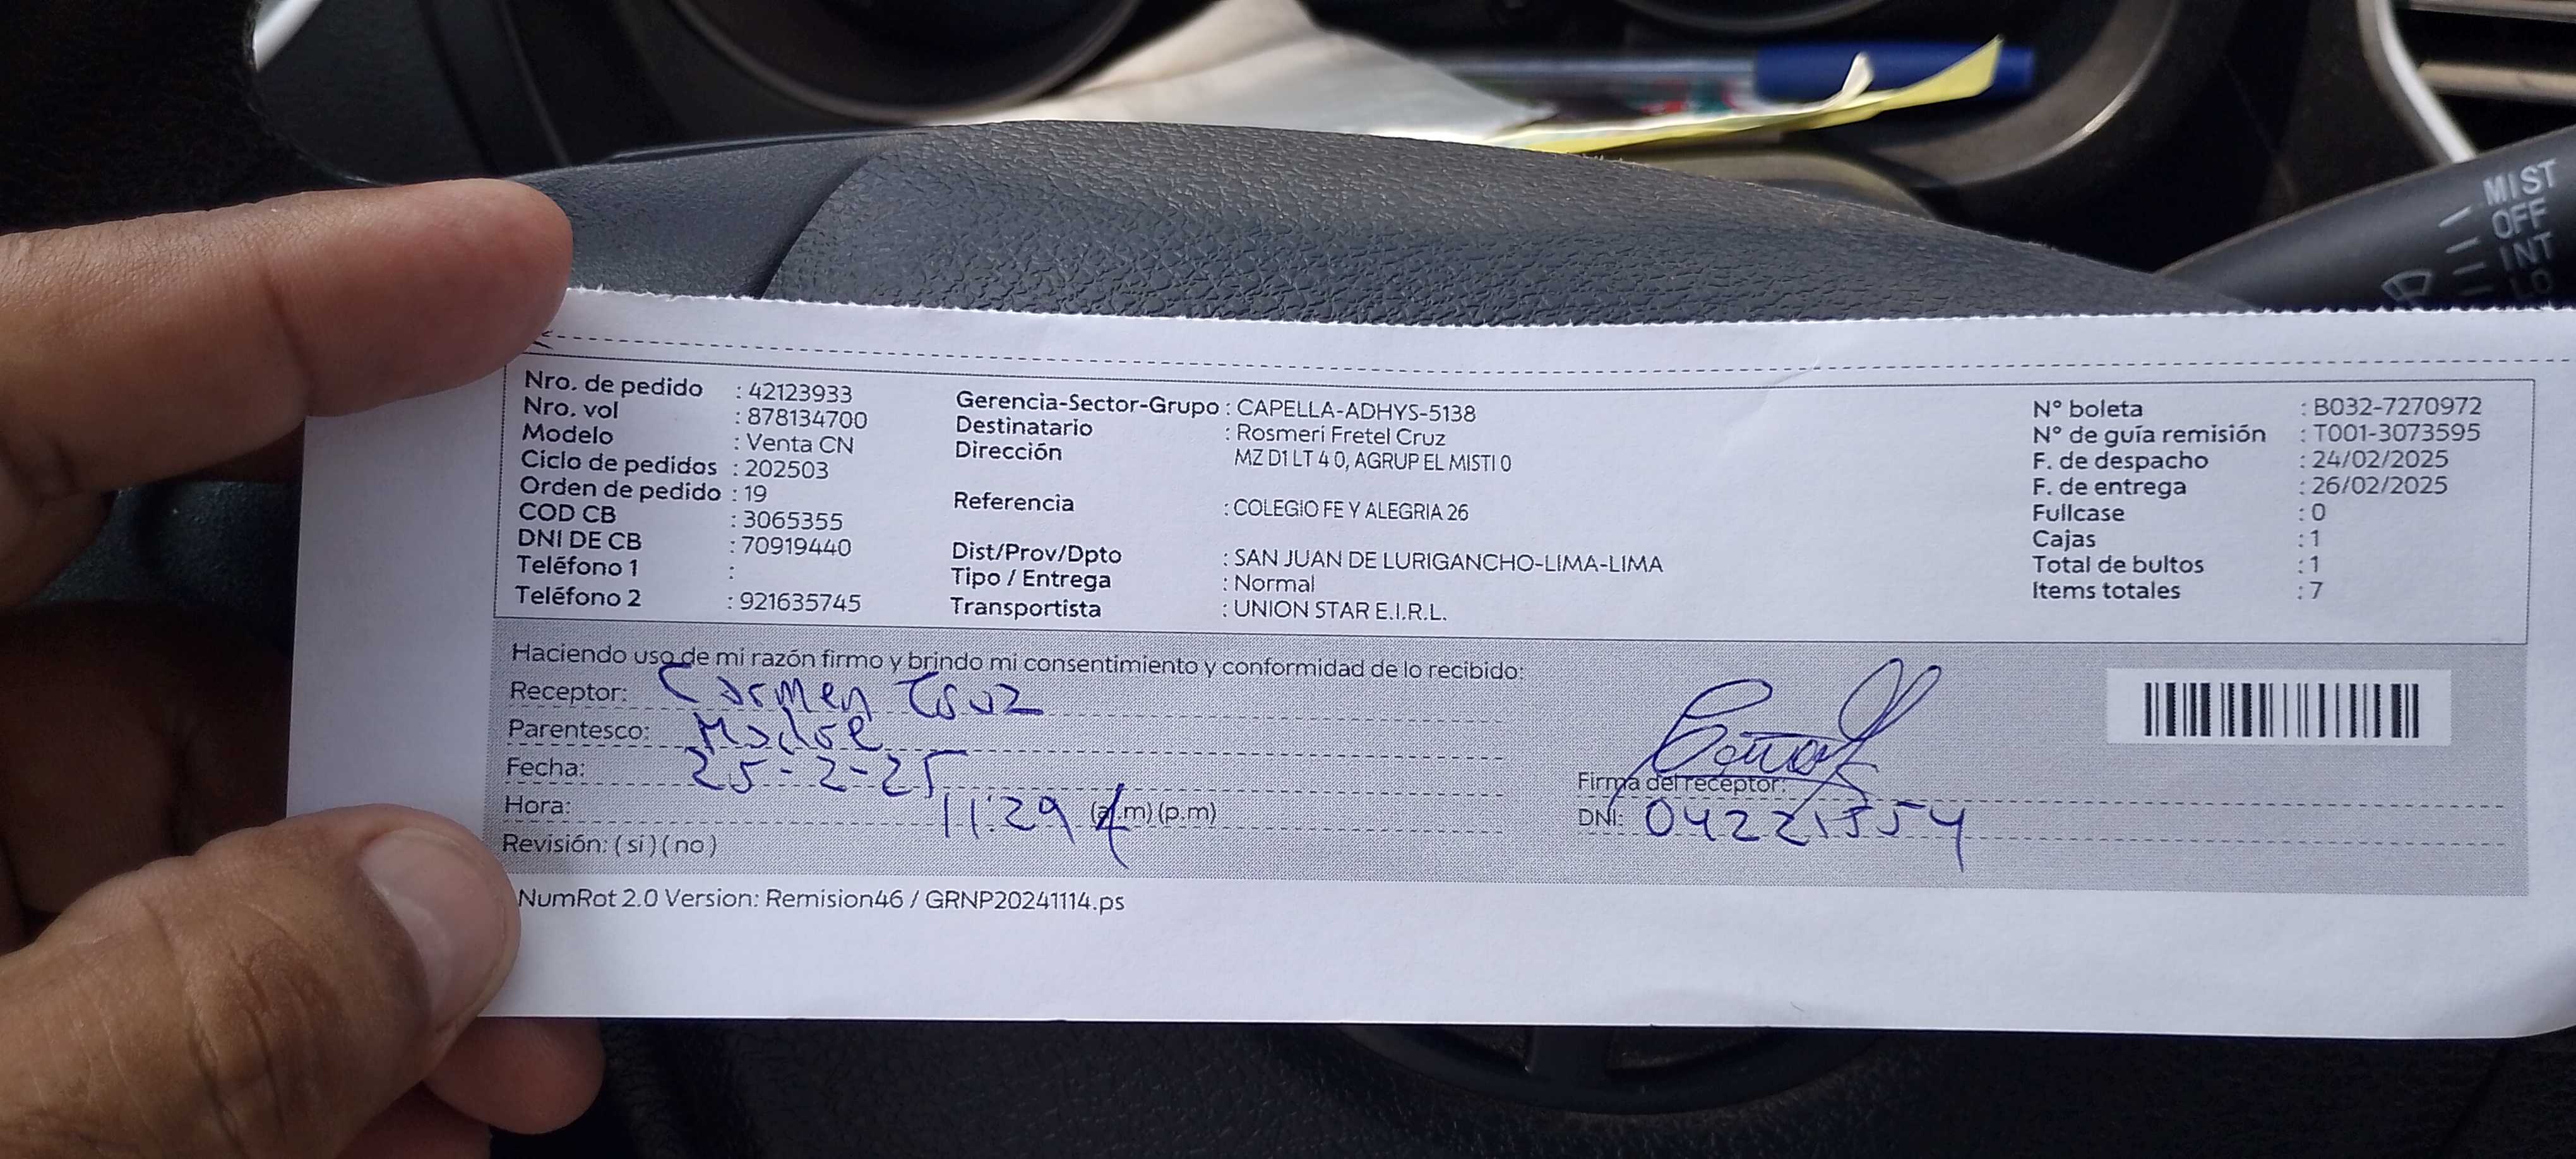 MIST
OFF
INT
LO
Nro. de pedido : 42123933
Nro. vol : 878134700
Modelo : Venta CN
Ciclo de pedidos : 202503
Orden de pedido : 19
COD CB : 3065355
DNI DE CB : 70919440
Teléfono 1 :
Teléfono 2 : 921635745
Gerencia-Sector-Grupo : CAPELLA-ADHYS-5138
Destinatario : Rosmeri Fretel Cruz
Dirección MZ D1 LT 4 0, AGRUP EL MISTI 0
Referencia : COLEGIO FE Y ALEGRIA 26
Dist/Prov/Dpto : SAN JUAN DE LURIGANCHO-LIMA-LIMA
Tipo / Entrega : Normal
Transportista : UNION STAR E.I.R.L.
N° boleta : B032-7270972
N° de guía remisión : T001-3073595
F. de despacho : 24/02/2025
F. de entrega : 26/02/2025
Fullcase : 0
Cajas : 1
Total de bultos : 1
Items totales : 7
Haciendo uso de mi razón firmo y brindo mi consentimiento y conformidad de lo recibido:
Receptor: Carmen Cruz
Parentesco: Madre
Fecha: 25-2-25
Hora: 11:29 (a.m) (p.m)
Revisión: (si) (no)
Firma del receptor:
DNI:
NumRot 2.0 Version: Remision46 / GRNP20241114.ps